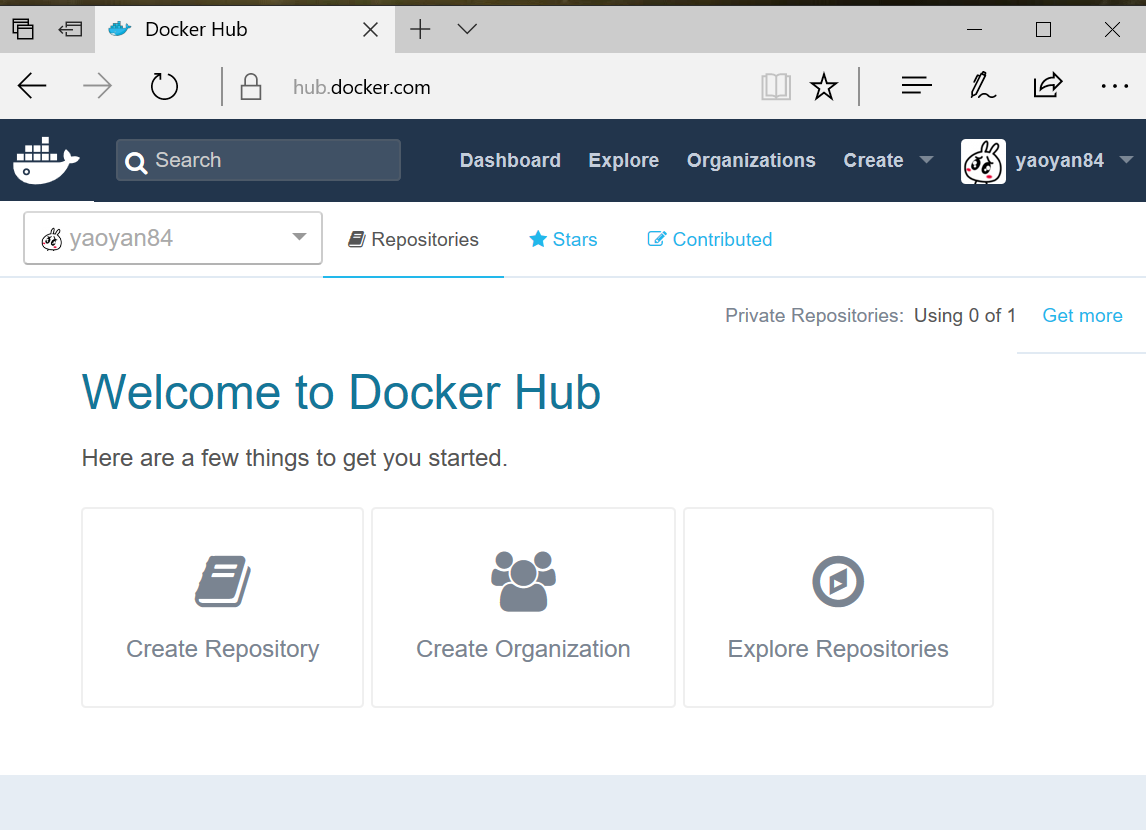 Docker Hub
hub.docker.com
Search Dashboard Explore Organizations Create yaoyan84
yaoyan84 Repositories Stars Contributed
Private Repositories: Using 0 of 1 Get more
Welcome to Docker Hub
Here are a few things to get you started.
Create Repository Create Organization Explore Repositories